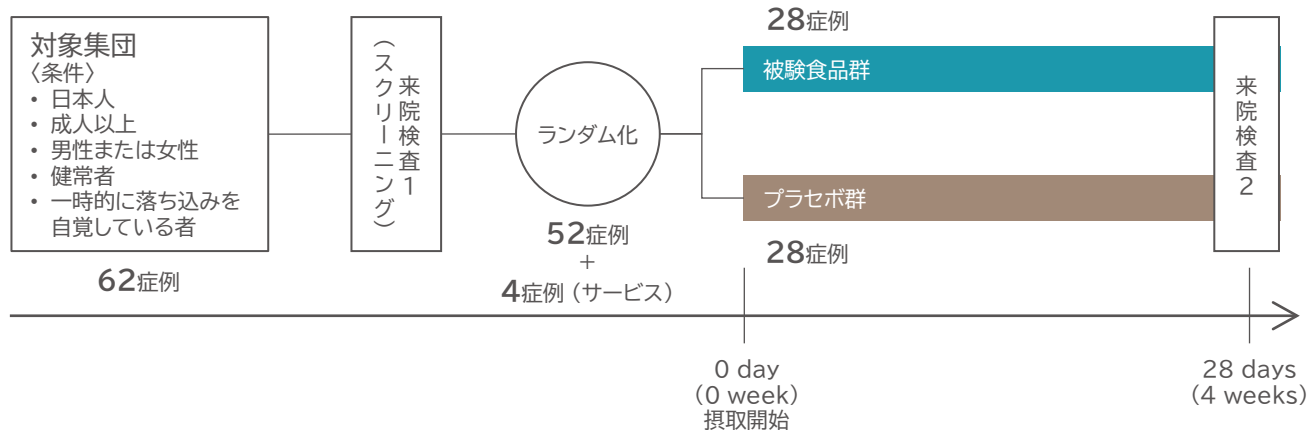 対象集団
〈条件〉
• 日本人
• 成人以上
• 男性または女性
• 健常者
• 一時的に落ち込みを
自覚している者
62症例
来院検査1
（スクリーニング）
ランダム化
52症例
+
4症例（サービス）
28症例
被験食品群
プラセボ群
28症例
来院検査2
0 day
(0 week)
摂取開始
28 days
(4 weeks)